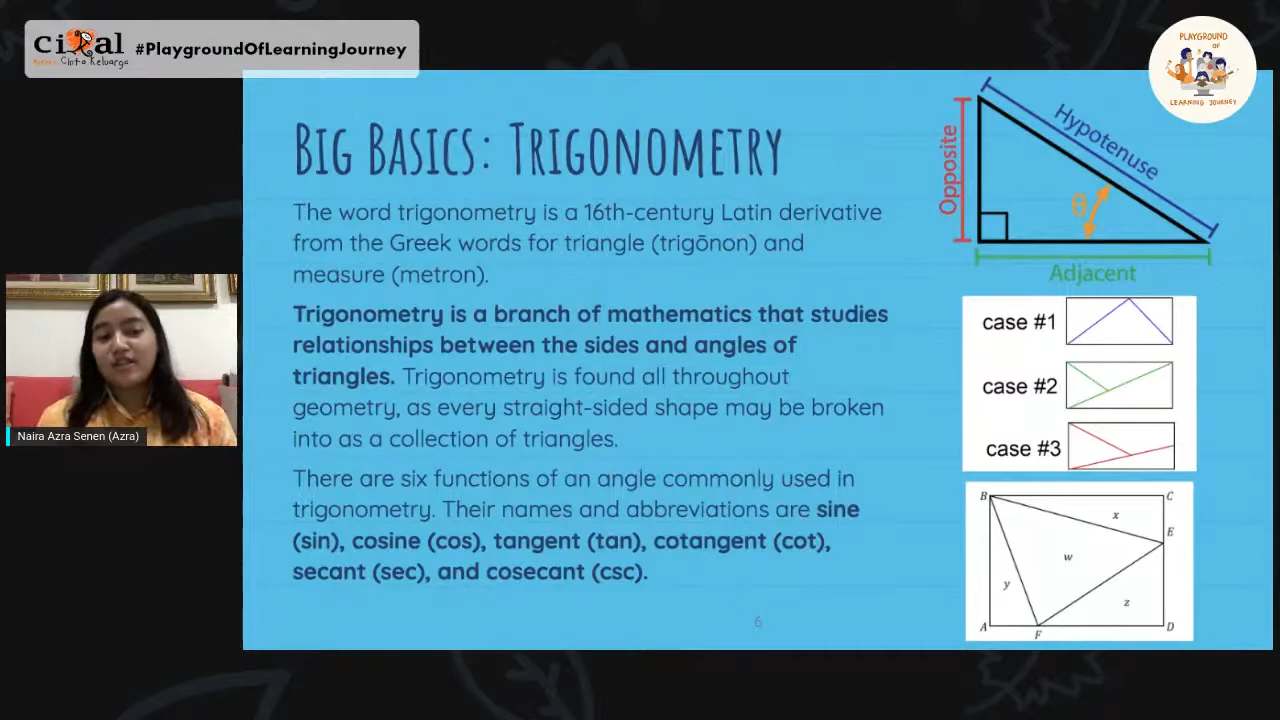 cikal #PlaygroundOfLearningJourney
Cinta Keluarga
PLAYGROUND
OF
LEARNING JOURNEY
BIG BASICS: TRIGONOMETRY
The word trigonometry is a 16th-century Latin derivative
from the Greek words for triangle (trigōnon) and
measure (metron).
Trigonometry is a branch of mathematics that studies
relationships between the sides and angles of
triangles. Trigonometry is found all throughout
geometry, as every straight-sided shape may be broken
into as a collection of triangles.
There are six functions of an angle commonly used in
trigonometry. Their names and abbreviations are sine
(sin), cosine (cos), tangent (tan), cotangent (cot),
secant (sec), and cosecant (csc).
6
Opposite
Hypotenuse
θ
Adjacent
case #1
case #2
case #3
B C
x
E
w
y
z
A F D
Naira Azra Senen (Azra)